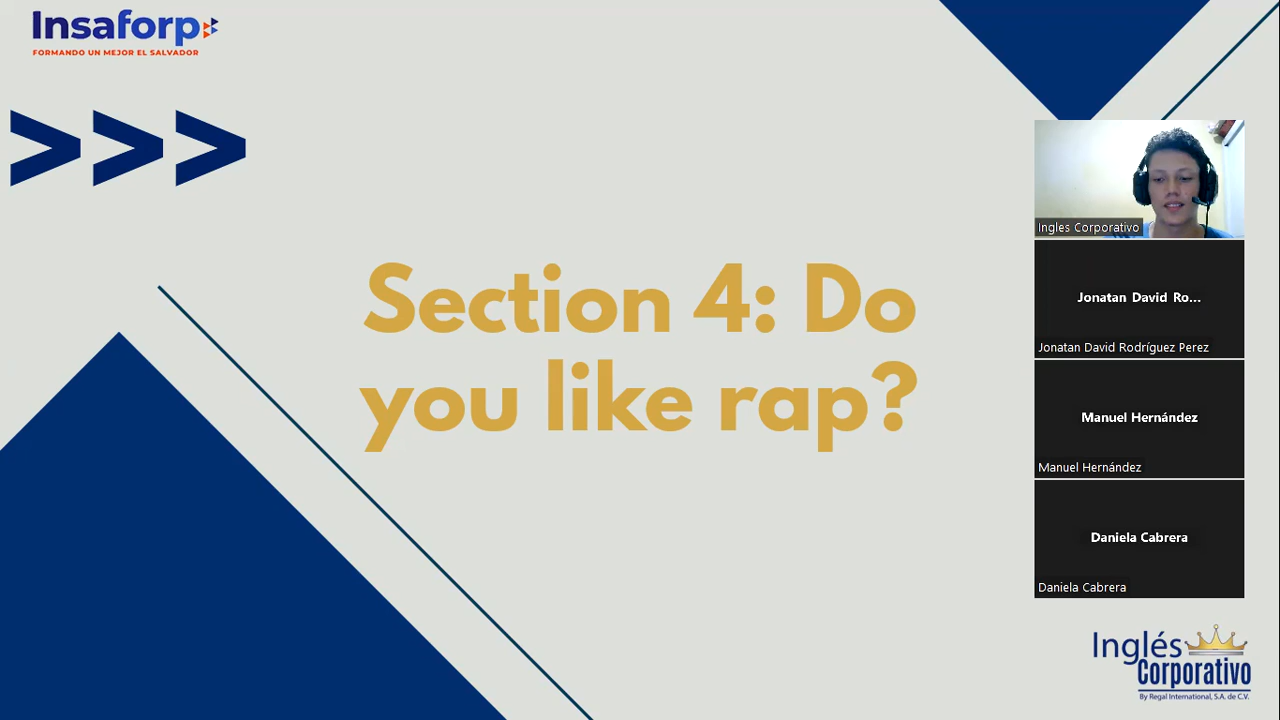 Insaforp
FORMANDO UN MEJOR EL SALVADOR
>>>
Section 4: Do
you like rap?
Ingles Corporativo
Jonatan David Ro...
Jonatan David Rodríguez Perez
Manuel Hernández
Manuel Hernández
Daniela Cabrera
Daniela Cabrera
Inglés
Corporativo
By Regal International, S.A. de C.V.